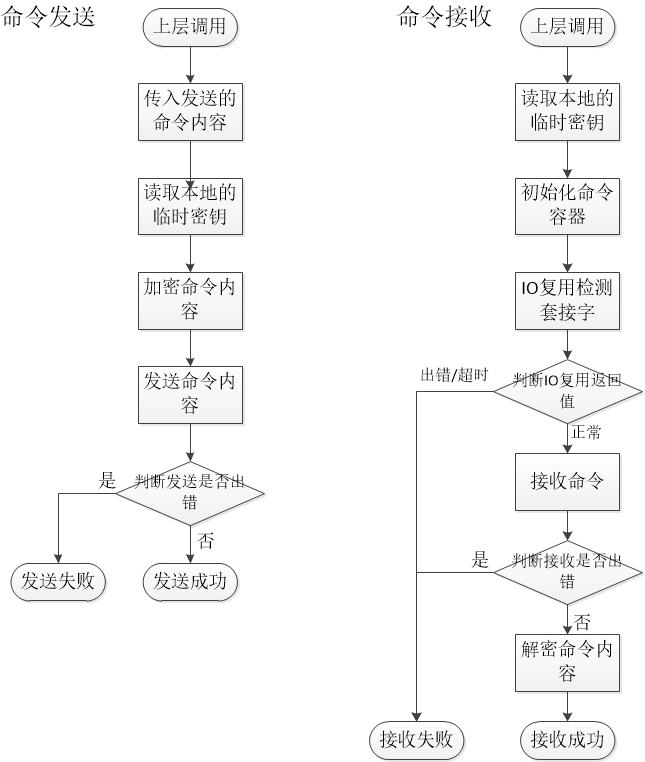 命令发送
上层调用
传入发送的
命令内容
读取本地的
临时密钥
加密命令内
容
发送命令内
容
判断发送是否出
错
是
否
发送失败
发送成功
命令接收
上层调用
读取本地的
临时密钥
初始化命令
容器
IO复用检测
套接字
出错/超时
判断IO复用返回
值
正常
接收命令
是
判断接收是否出
错
否
解密命令内
容
接收失败
接收成功